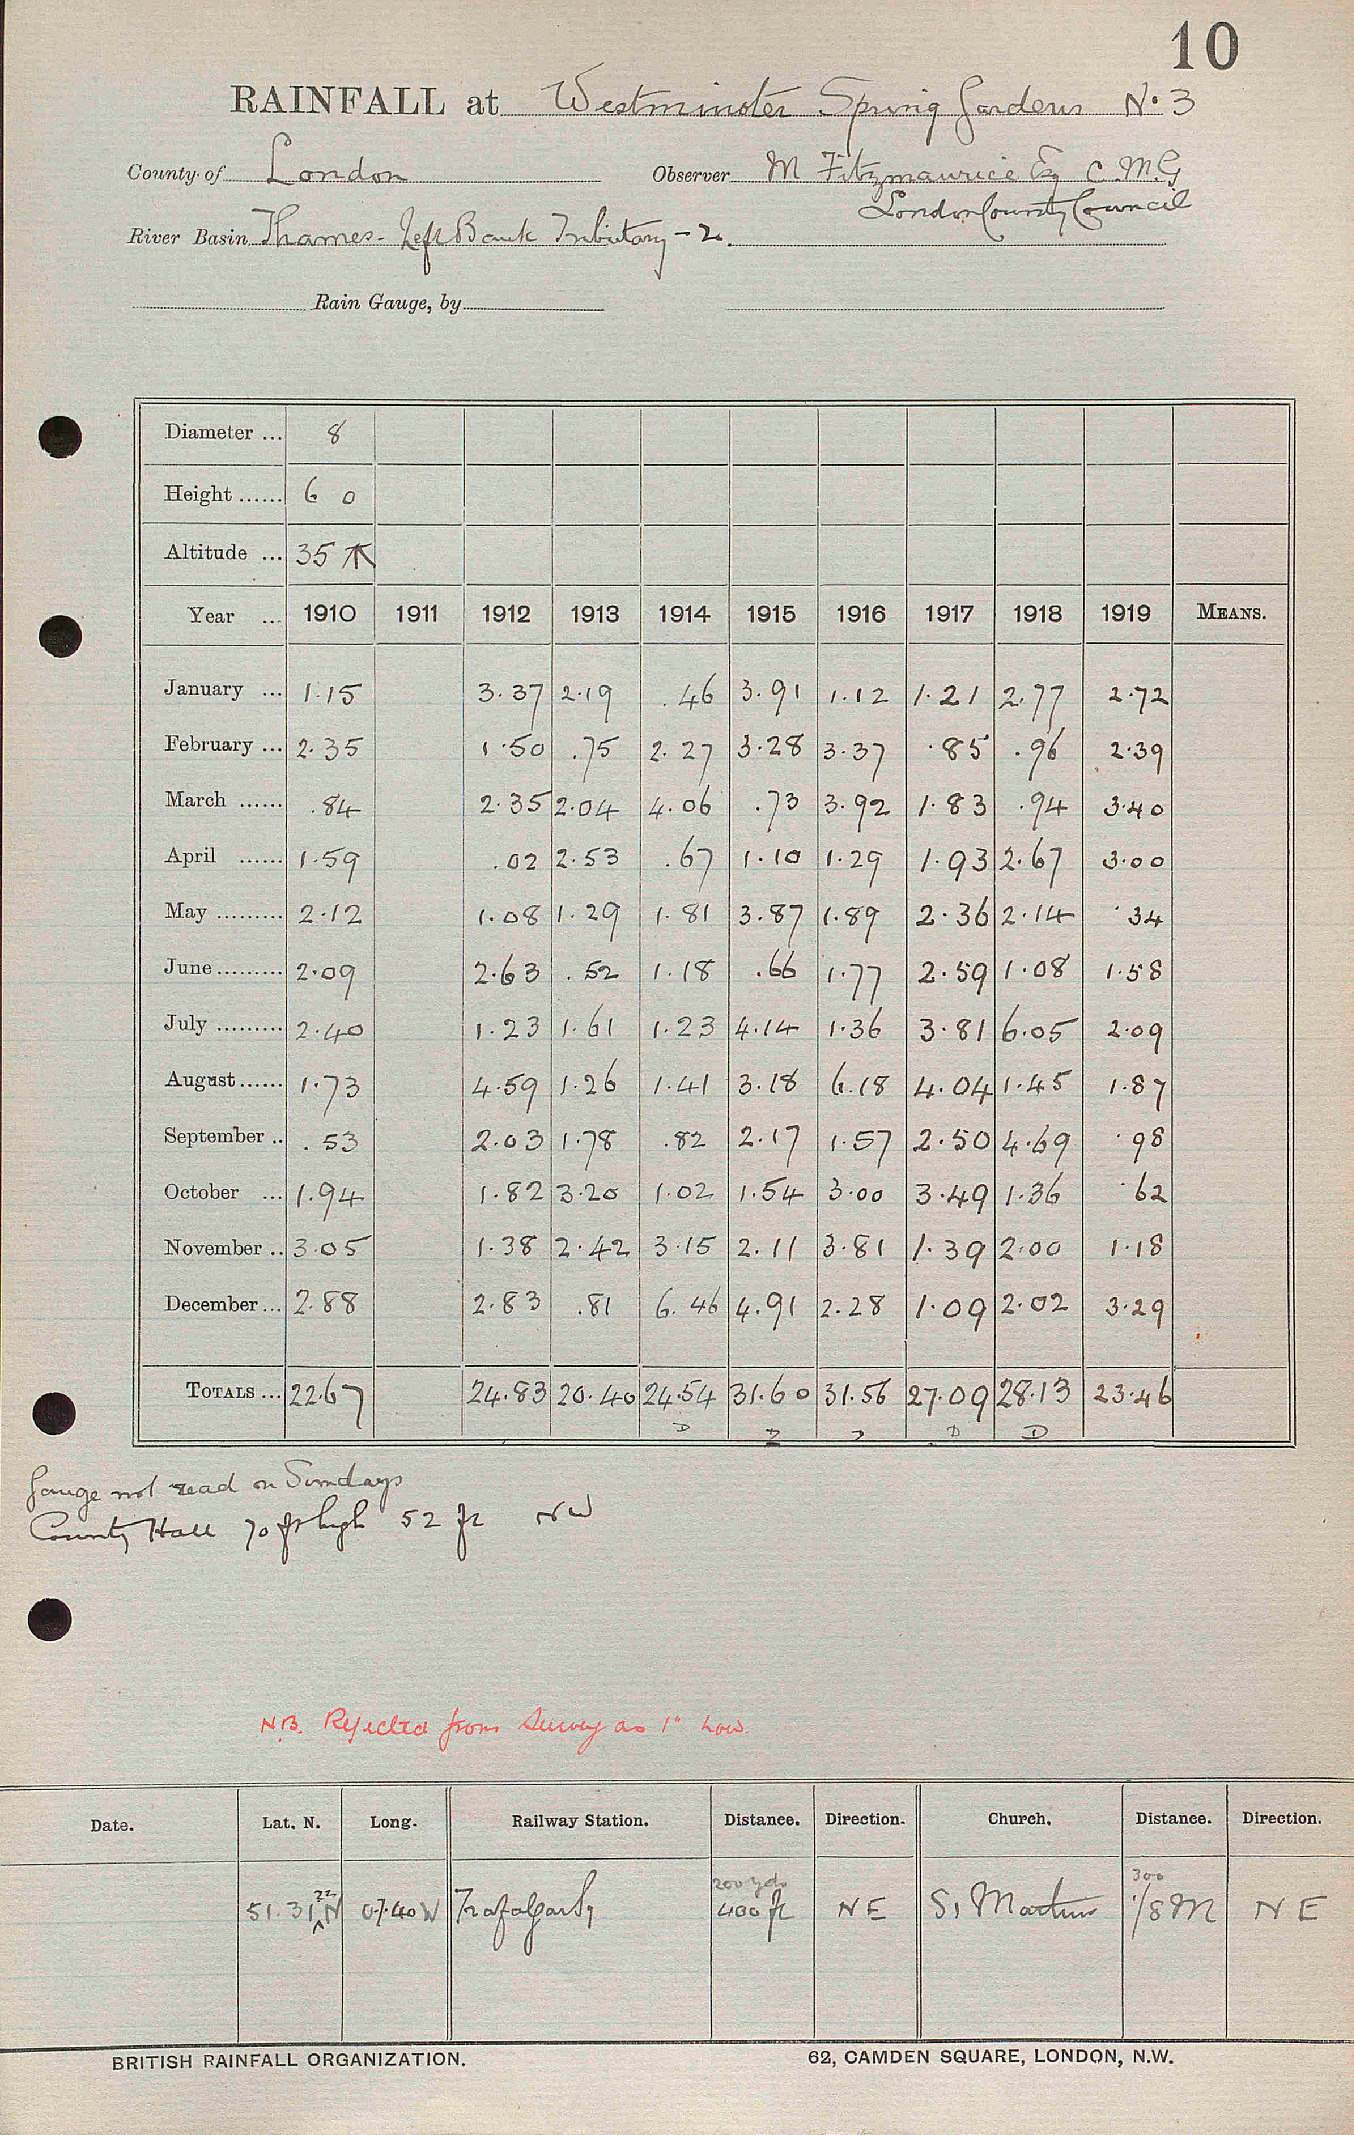 10
RAINFALL at Westminster Spring Gardens No 3
County of London Observer M Fitzmaurice Esq C.M.G
London County Council
River Basin Thames - Left Bank Tributary - 2.
Rain Gauge, by
Diameter ... 8
Height ...... 6 0
Altitude ... 35
Year ... 1910 1911 1912 1913 1914 1915 1916 1917 1918 1919 MEANS.
January ... 1.15 3.37 2.19 .46 3.91 1.12 1.21 2.77 2.72
February ... 2.35 1.50 .75 2.27 3.28 3.37 .85 .96 2.39
March ...... .84 2.35 2.04 4.06 .73 3.92 1.83 .94 3.40
April ...... 1.59 .02 2.53 .67 1.10 1.29 1.93 2.67 3.00
May ......... 2.12 1.08 1.29 1.81 3.87 1.89 2.36 2.14 .34
June ......... 2.09 2.63 .52 1.18 .66 1.77 2.59 1.08 1.58
July ......... 2.40 1.23 1.61 1.23 4.14 1.36 3.81 6.05 2.09
August ...... 1.73 4.59 1.26 1.41 3.18 6.18 4.04 1.45 1.87
September .. .53 2.03 1.78 .82 2.17 1.57 2.50 4.69 .98
October ... 1.94 1.82 3.20 1.02 1.54 3.00 3.49 1.36 .62
November .. 3.05 1.38 2.42 3.15 2.11 3.81 1.39 2.00 1.18
December ... 2.88 2.83 .81 6.46 4.91 2.28 1.09 2.02 3.29
TOTALS ... 22.67 24.83 20.40 24.54 31.60 31.56 27.09 28.13 23.46
D D D
Gauge not read on Sundays
County Hall 70 ft high 52 ft NW
N.B. Rejected from Survey as 1" low.
Date. Lat. N. Long. Railway Station. Distance. Direction. Church. Distance. Direction.
22 200 yds 300
51.31 N 0.7.40 W Trafalgar Sq 400 ft NE St Martins 1/8 M NE
BRITISH RAINFALL ORGANIZATION. 62, CAMDEN SQUARE, LONDON, N.W.